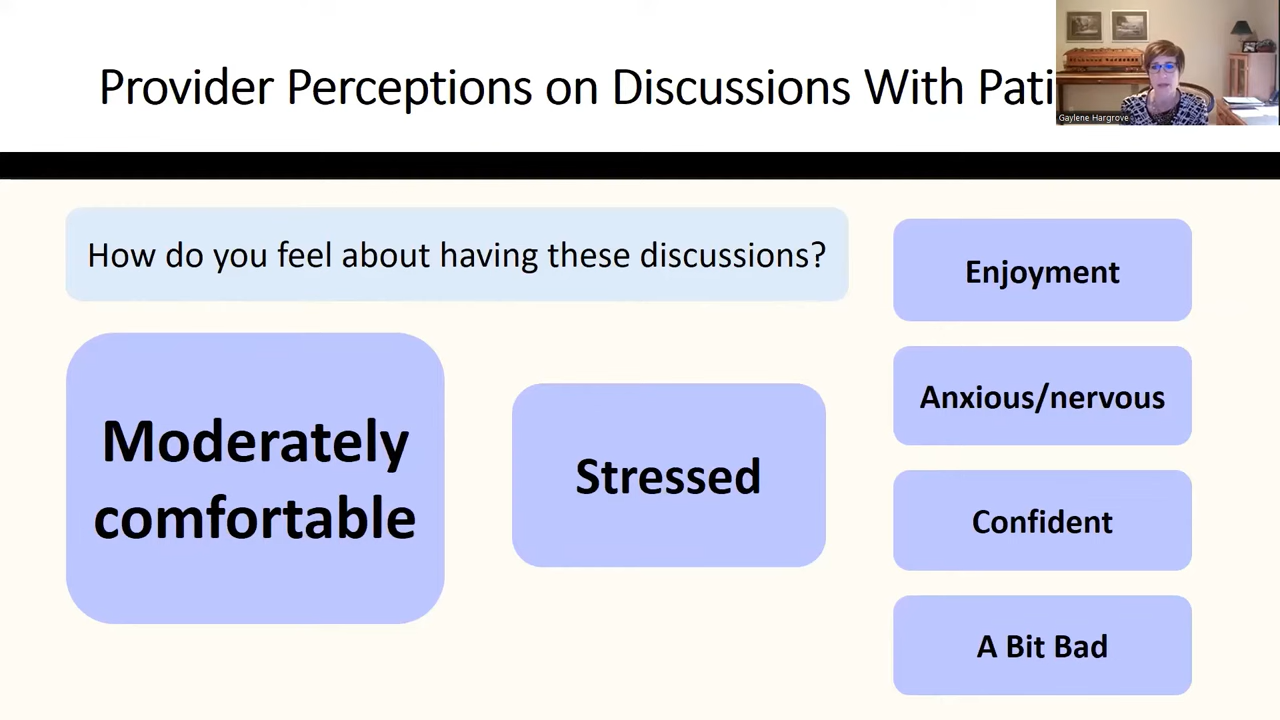 Provider Perceptions on Discussions With Pati
Gaylene Hargrove
How do you feel about having these discussions?
Moderately
comfortable
Stressed
Enjoyment
Anxious/nervous
Confident
A Bit Bad